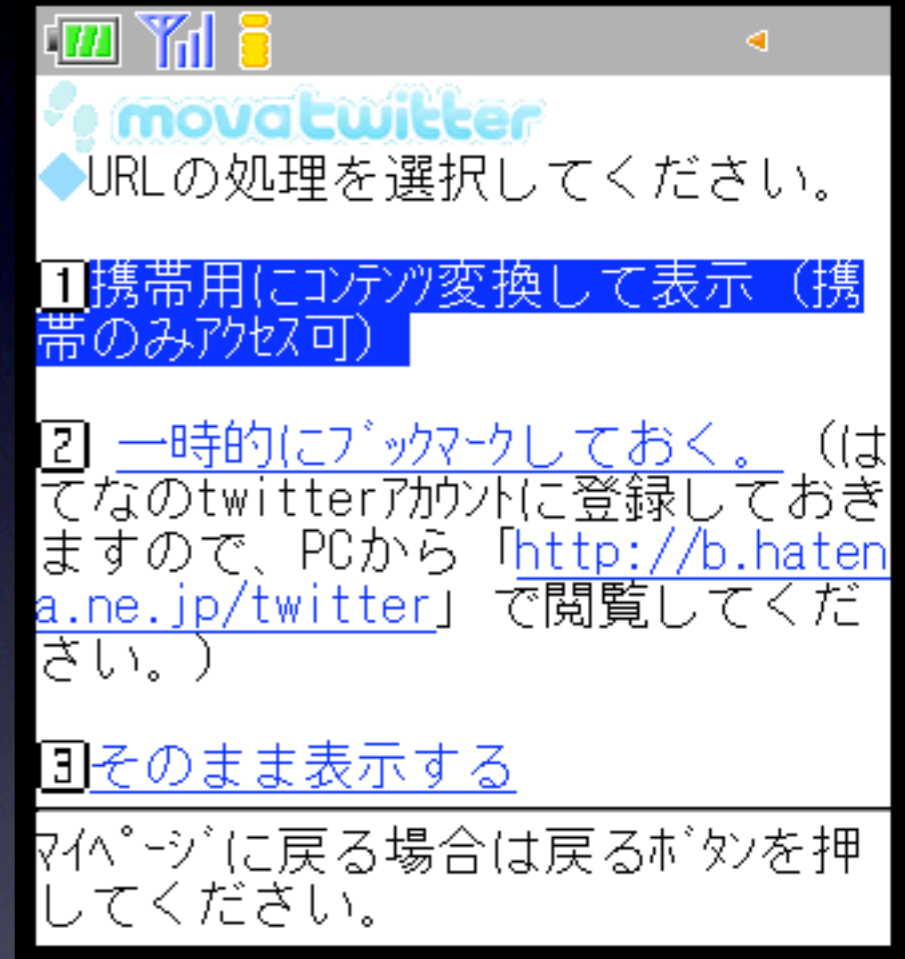 movatwitter
◆URLの処理を選択してください。
1携帯用にｺﾝﾃﾝﾂ変換して表示（携
帯のみｱｸｾｽ可）
2 一時的にﾌﾞｯｸﾏｰｸしておく。（は
てなのtwitterｱｶｳﾝﾄに登録しておき
ますので、PCから「http://b.haten
a.ne.jp/twitter」で閲覧してくだ
さい。）
3そのまま表示する
ﾏｲﾍﾟｰｼﾞに戻る場合は戻るﾎﾞﾀﾝを押
してください。